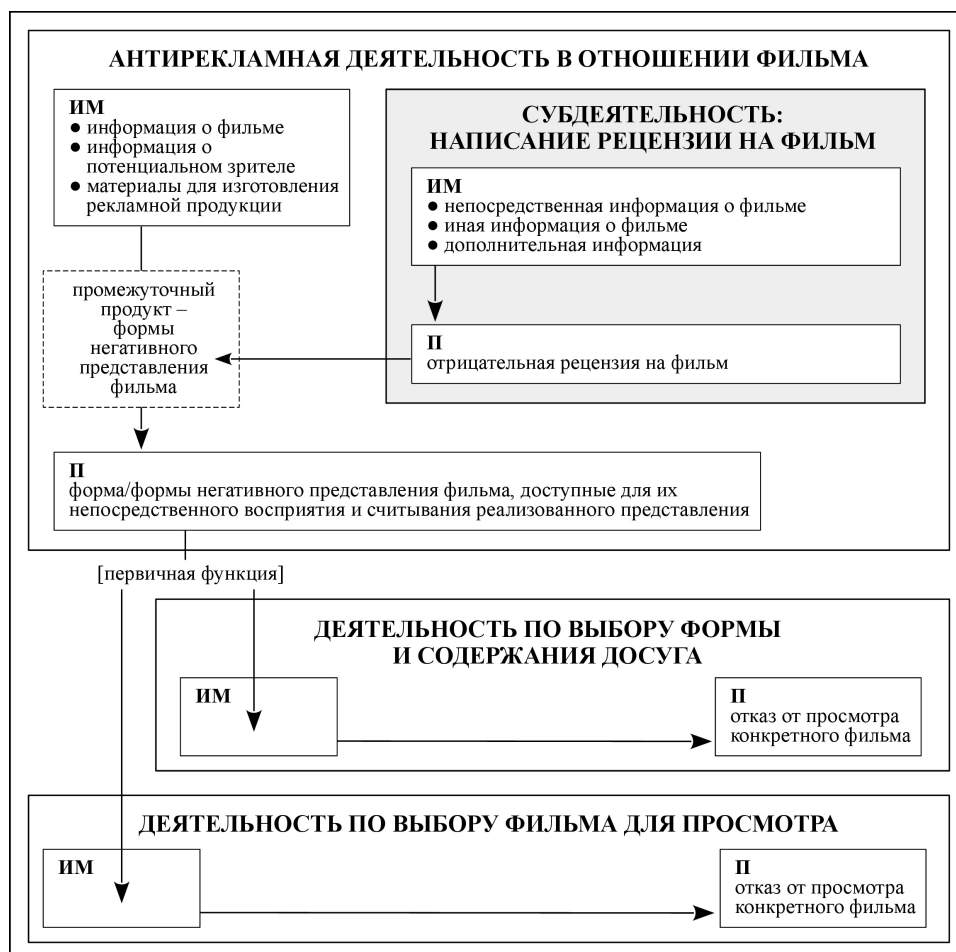 АНТИРЕКЛАМНАЯ ДЕЯТЕЛЬНОСТЬ В ОТНОШЕНИИ ФИЛЬМА
ИМ
● информация о фильме
● информация о
потенциальном зрителе
● материалы для изготовления
рекламной продукции
СУБДЕЯТЕЛЬНОСТЬ:
НАПИСАНИЕ РЕЦЕНЗИИ НА ФИЛЬМ
ИМ
● непосредственная информация о фильме
● иная информация о фильме
● дополнительная информация
промежуточный
продукт –
формы
негативного
представления
фильма
П
отрицательная рецензия на фильм
П
форма/формы негативного представления фильма, доступные для их
непосредственного восприятия и считывания реализованного представления
[первичная функция]
ДЕЯТЕЛЬНОСТЬ ПО ВЫБОРУ ФОРМЫ
И СОДЕРЖАНИЯ ДОСУГА
ИМ
П
отказ от просмотра
конкретного фильма
ДЕЯТЕЛЬНОСТЬ ПО ВЫБОРУ ФИЛЬМА ДЛЯ ПРОСМОТРА
ИМ
П
отказ от просмотра
конкретного фильма